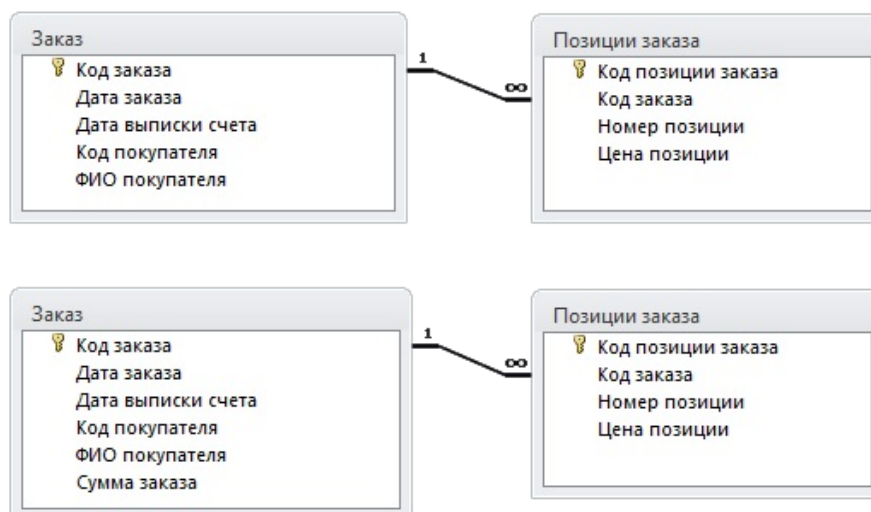 Заказ
Код заказа
Дата заказа
Дата выписки счета
Код покупателя
ФИО покупателя
1
∞
Позиции заказа
Код позиции заказа
Код заказа
Номер позиции
Цена позиции
Заказ
Код заказа
Дата заказа
Дата выписки счета
Код покупателя
ФИО покупателя
Сумма заказа
1
∞
Позиции заказа
Код позиции заказа
Код заказа
Номер позиции
Цена позиции